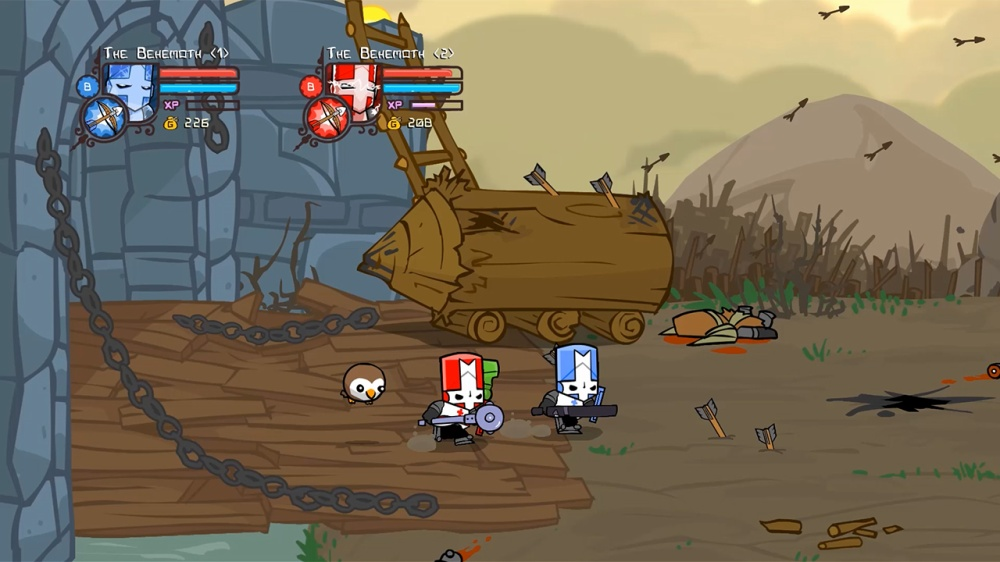 The Behemoth <1>
B
XP
G 226
The Behemoth <2>
B
XP
G 208